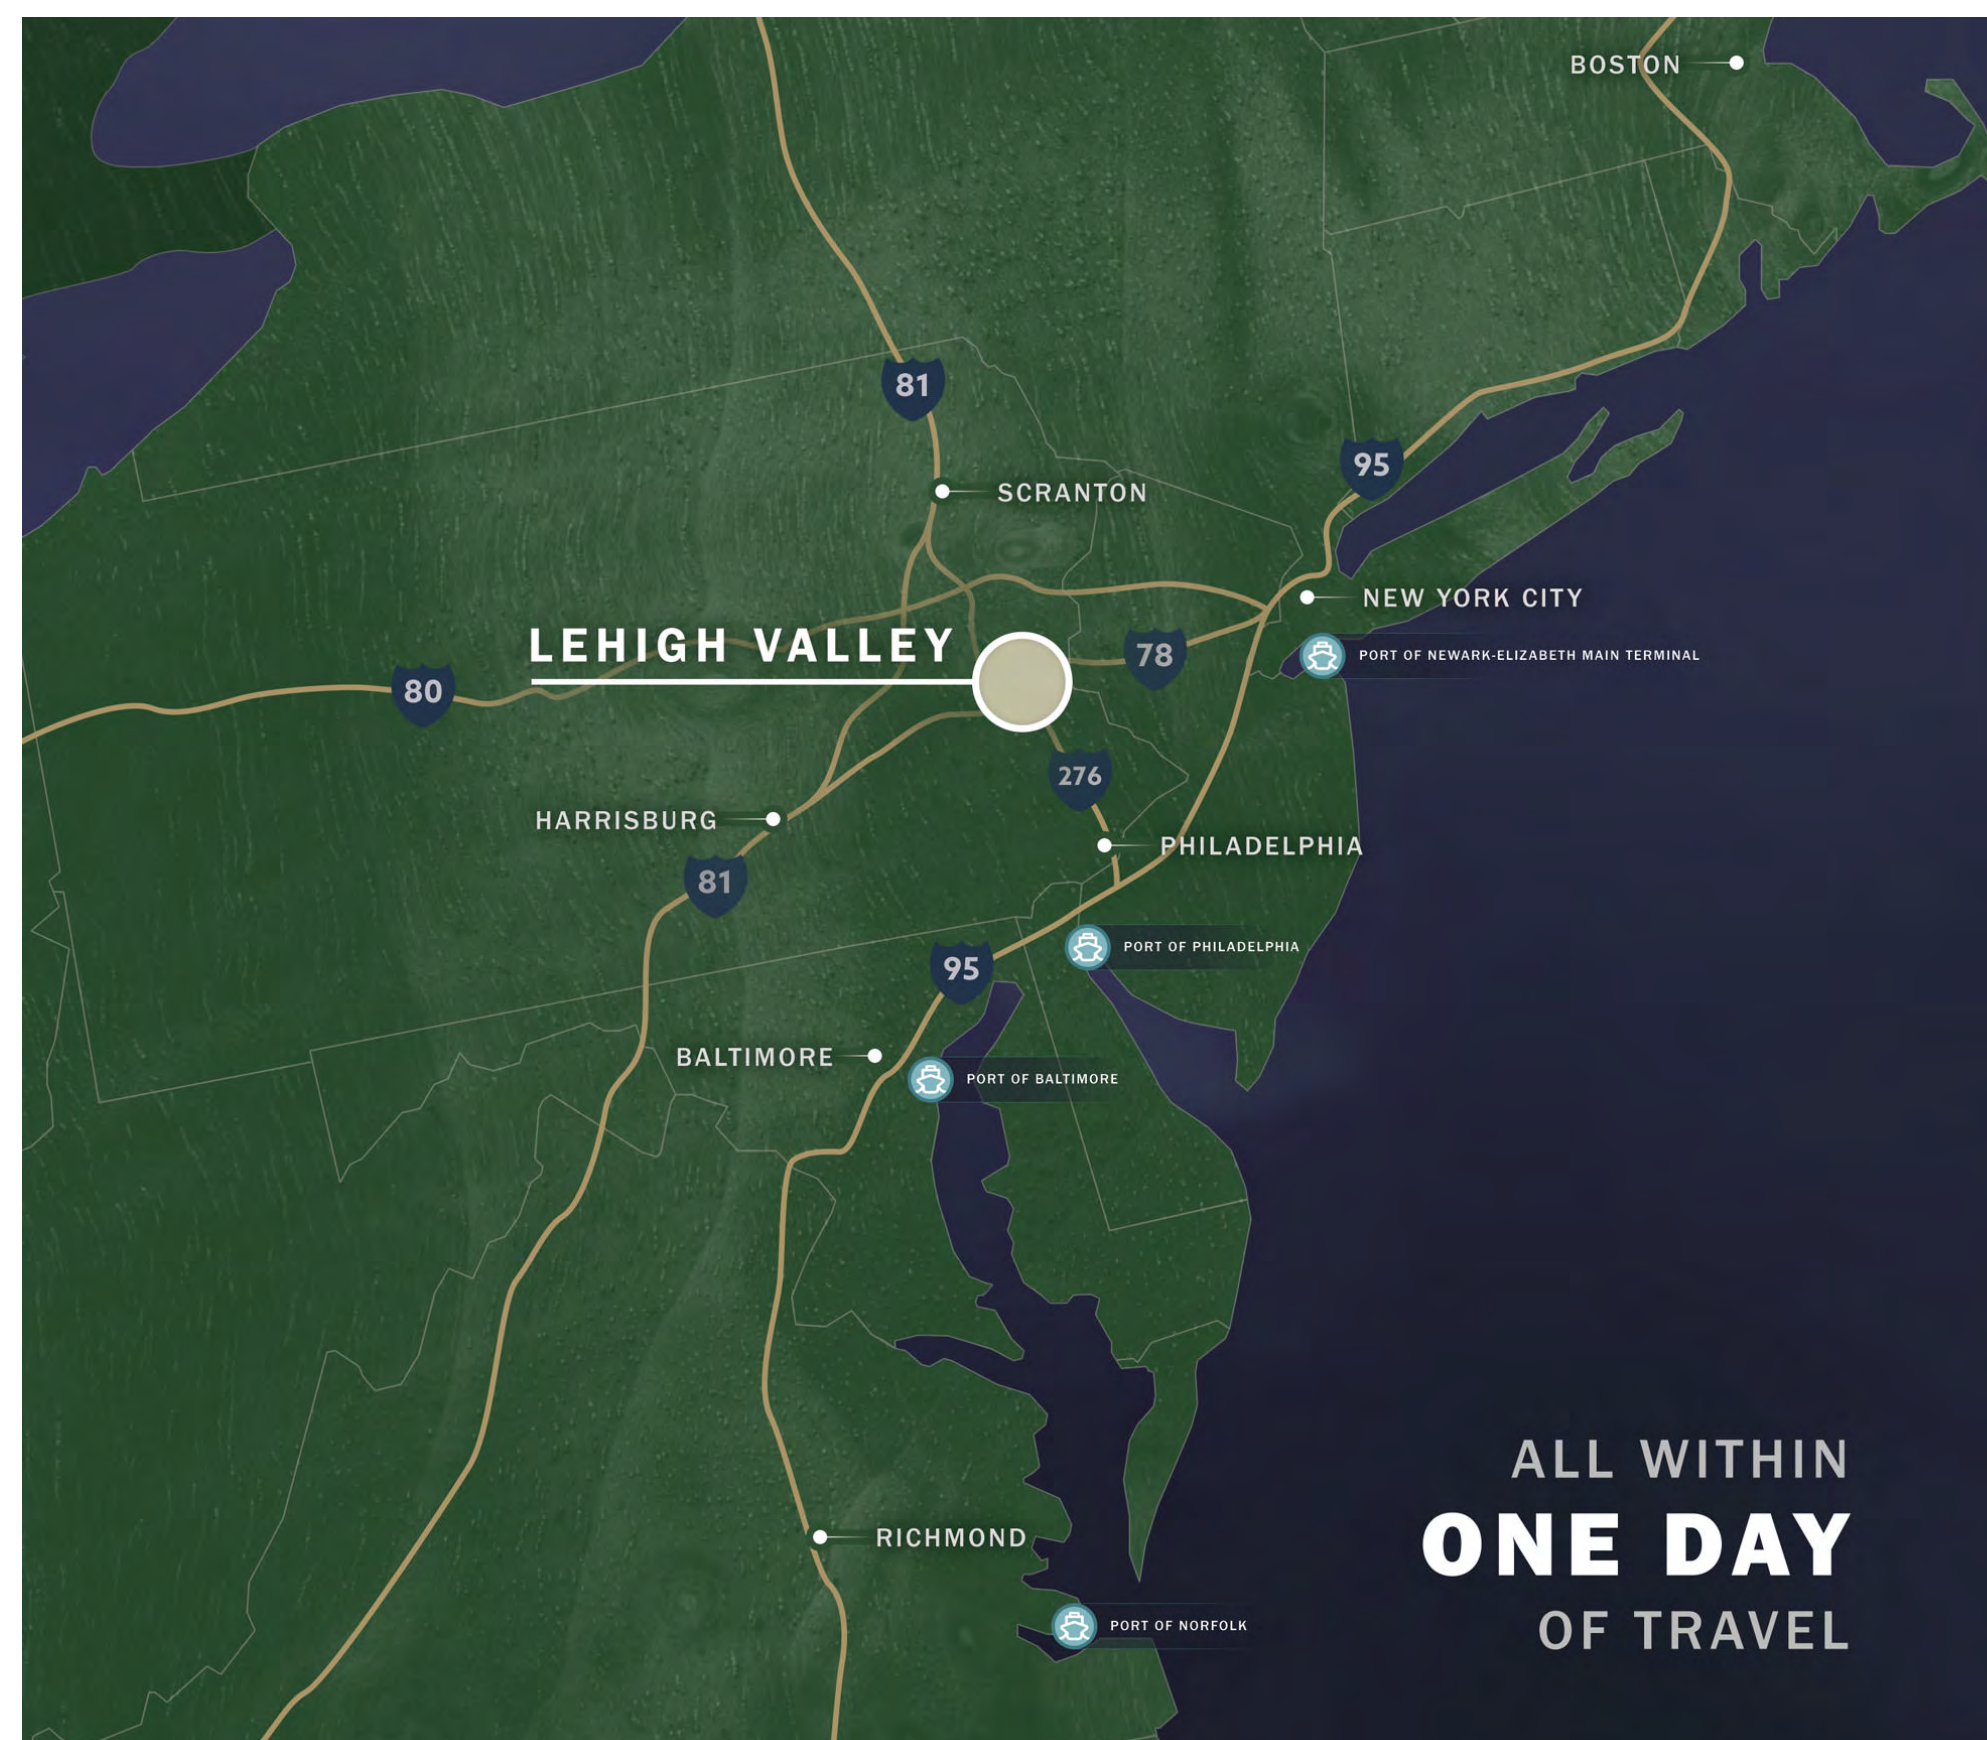 BOSTON
81
95
SCRANTON
NEW YORK CITY
LEHIGH VALLEY
78
PORT OF NEWARK-ELIZABETH MAIN TERMINAL
80
276
HARRISBURG
PHILADELPHIA
81
PORT OF PHILADELPHIA
95
BALTIMORE
PORT OF BALTIMORE
ALL WITHIN
ONE DAY
OF TRAVEL
RICHMOND
PORT OF NORFOLK